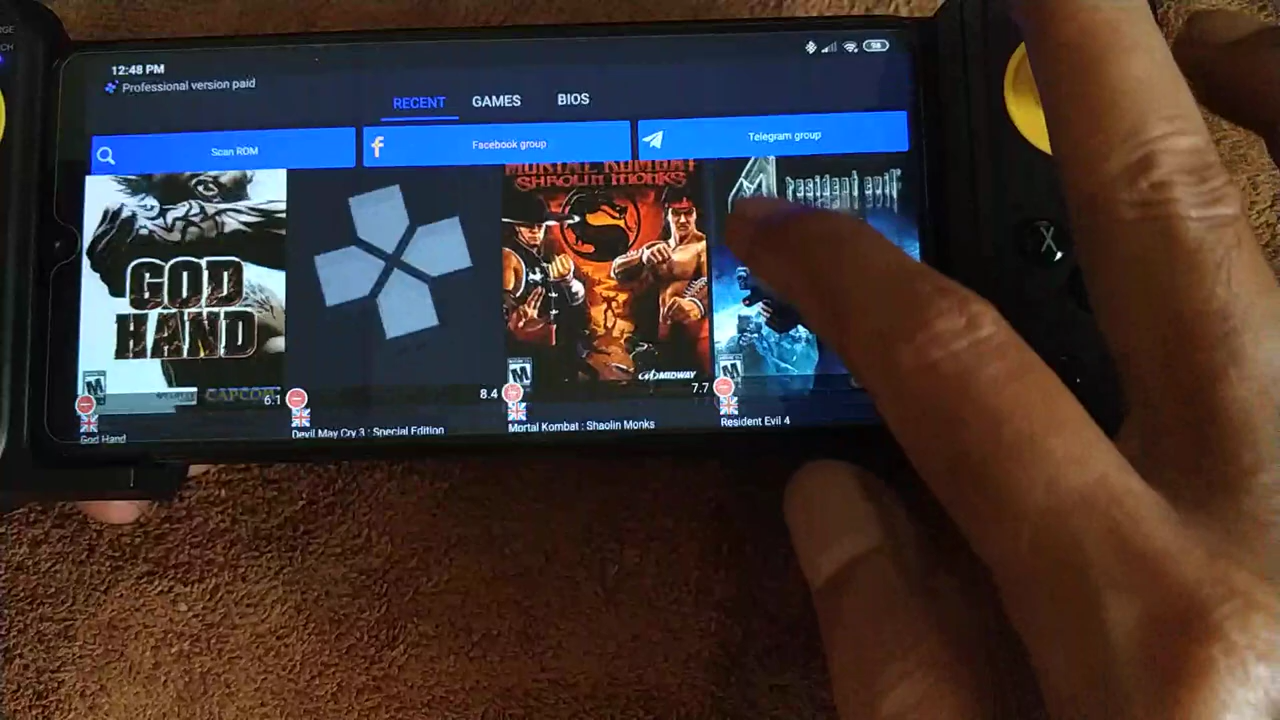 12:48 PM
98
Professional version paid
RECENT GAMES BIOS
Scan ROM
Facebook group
Telegram group
GOD
HAND
CAPCOM
6.1
God Hand
8.4
Devil May Cry 3 : Special Edition
MORTAL KOMBAT
SHAOLIN MONKS
MIDWAY
7.7
Mortal Kombat : Shaolin Monks
4 resident evil
Resident Evil 4
X